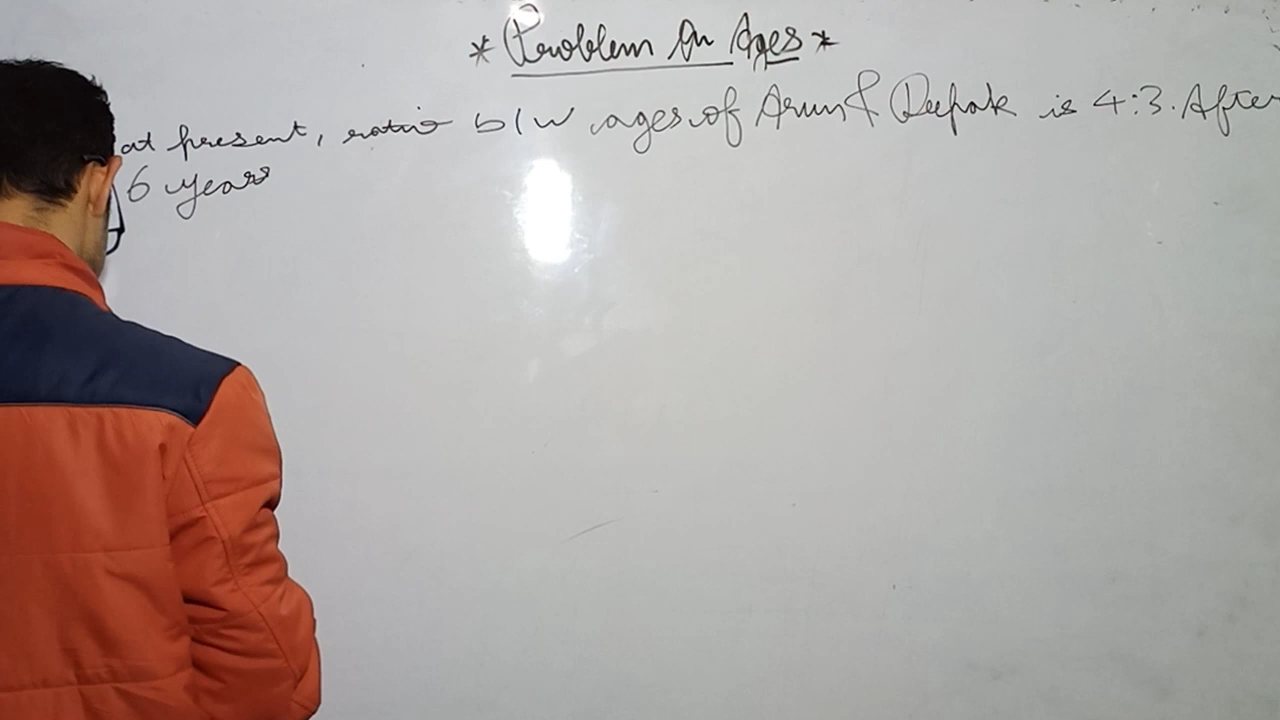 * Problem On Ages *
at present, ratio b/w ages of Arun & Deepak is 4:3. After
6 years